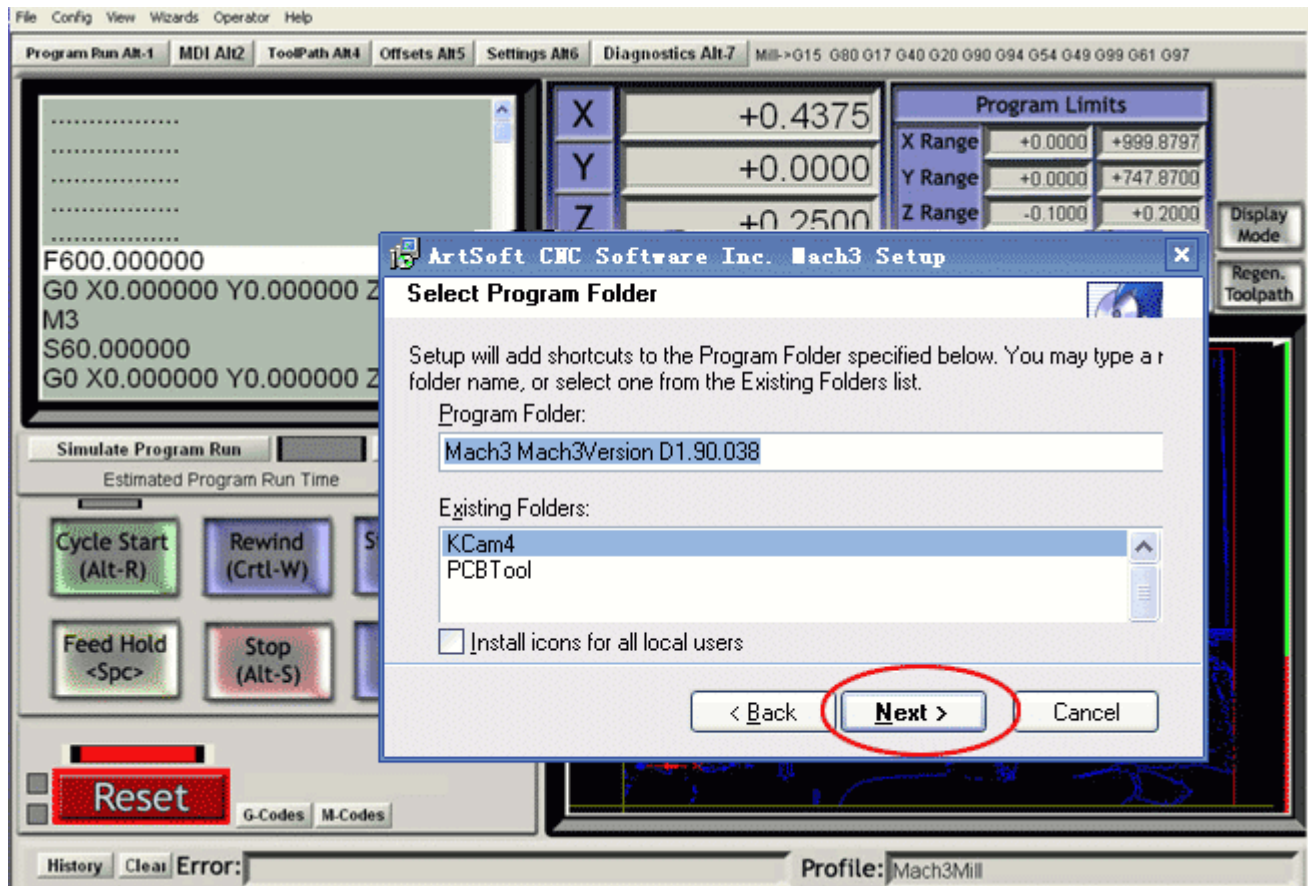 File Config View Wizards Operator Help
Program Run Alt-1 MDI Alt2 ToolPath Alt4 Offsets Alt5 Settings Alt6 Diagnostics Alt-7 Mill->G15 G80 G17 G40 G20 G90 G94 G54 G49 G99 G61 G97
.................
.................
.................
.................
.................
F600.000000
G0 X0.000000 Y0.000000 Z
M3
S60.000000
G0 X0.000000 Y0.000000 Z
X +0.4375
Y +0.0000
Z +0.2500
Program Limits
X Range +0.0000 +999.8797
Y Range +0.0000 +747.8700
Z Range -0.1000 +0.2000
Display
Mode
Regen.
Toolpath
ArtSoft CNC Software Inc. Mach3 Setup
Select Program Folder
Setup will add shortcuts to the Program Folder specified below. You may type a
folder name, or select one from the Existing Folders list.
Program Folder:
Mach3 Mach3Version D1.90.038
Existing Folders:
KCam4
PCBTool
Install icons for all local users
< Back Next > Cancel
Simulate Program Run
Estimated Program Run Time
Cycle Start
(Alt-R)
Rewind
(Crtl-W)
S
Feed Hold
<Spc>
Stop
(Alt-S)
Reset
G-Codes M-Codes
History Clear Error:
Profile: Mach3Mill